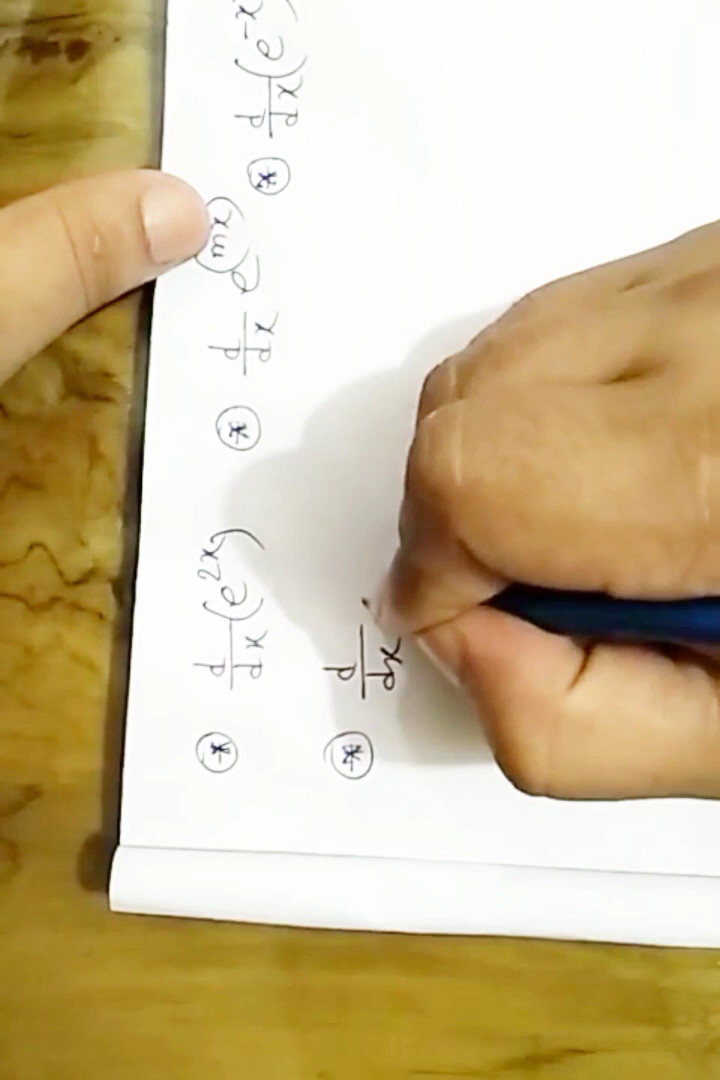 ⊛ d/dx (e^2x) ⊛ d/dx e^mx ⊛ d/dx (e^-x
⊛ d/dx